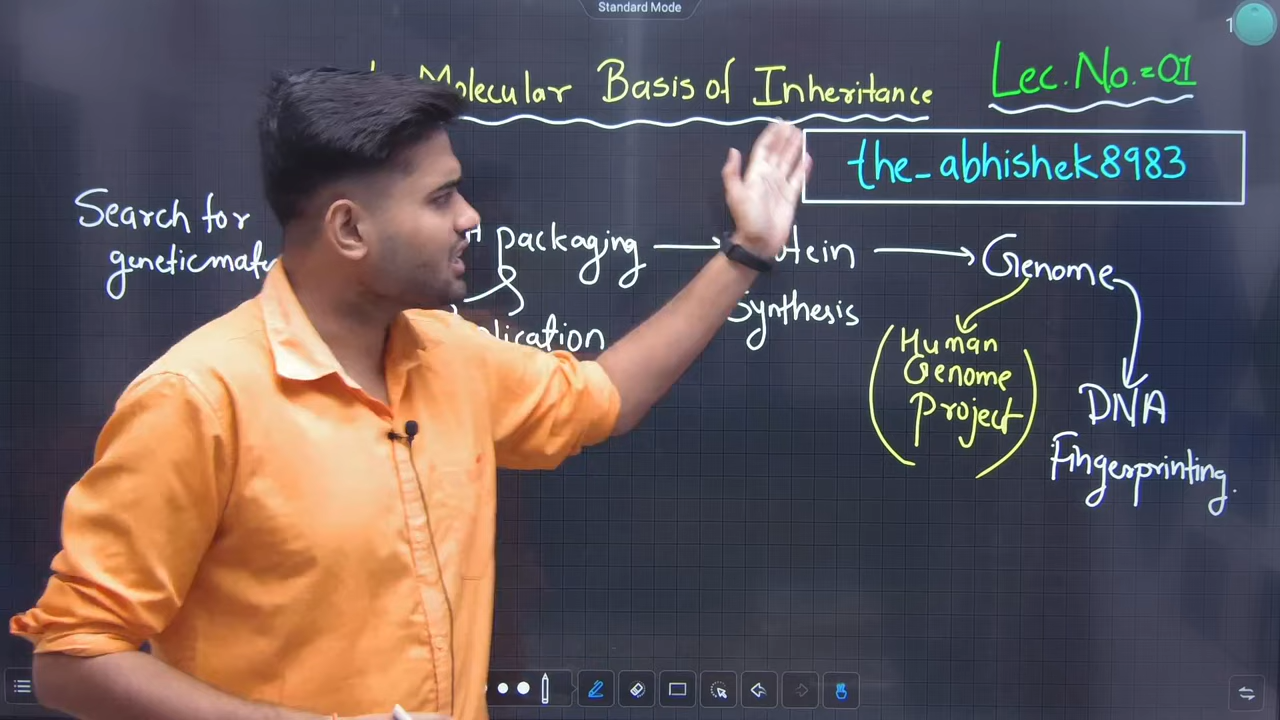 Standard Mode
Molecular Basis of Inheritance
Lec. No. = 01
the_abhishek8983
Search for
genetic
packaging
Genome
Synthesis
Human
Genome
Project
DNA
Fingerprinting.